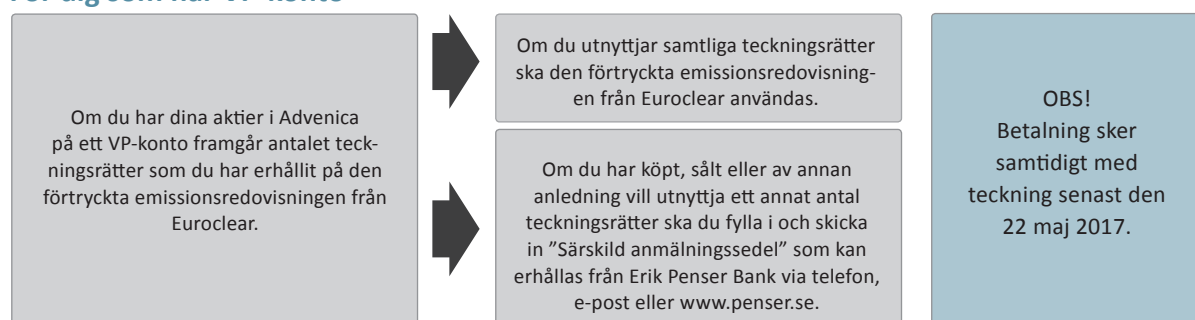 För dig som har VP-konto
Om du har dina aktier i Advenica
på ett VP-konto framgår antalet teck-
ningsrätter som du har erhållit på den
förtryckta emissionsredovisningen från
Euroclear.
Om du utnyttjar samtliga teckningsrätter
ska den förtryckta emissionsredovisning-
en från Euroclear användas.
Om du har köpt, sålt eller av annan
anledning vill utnyttja ett annat antal
teckningsrätter ska du fylla i och skicka
in ”Särskild anmälningssedel” som kan
erhållas från Erik Penser Bank via telefon,
e-post eller www.penser.se.
OBS!
Betalning sker
samtidigt med
teckning senast den
22 maj 2017.